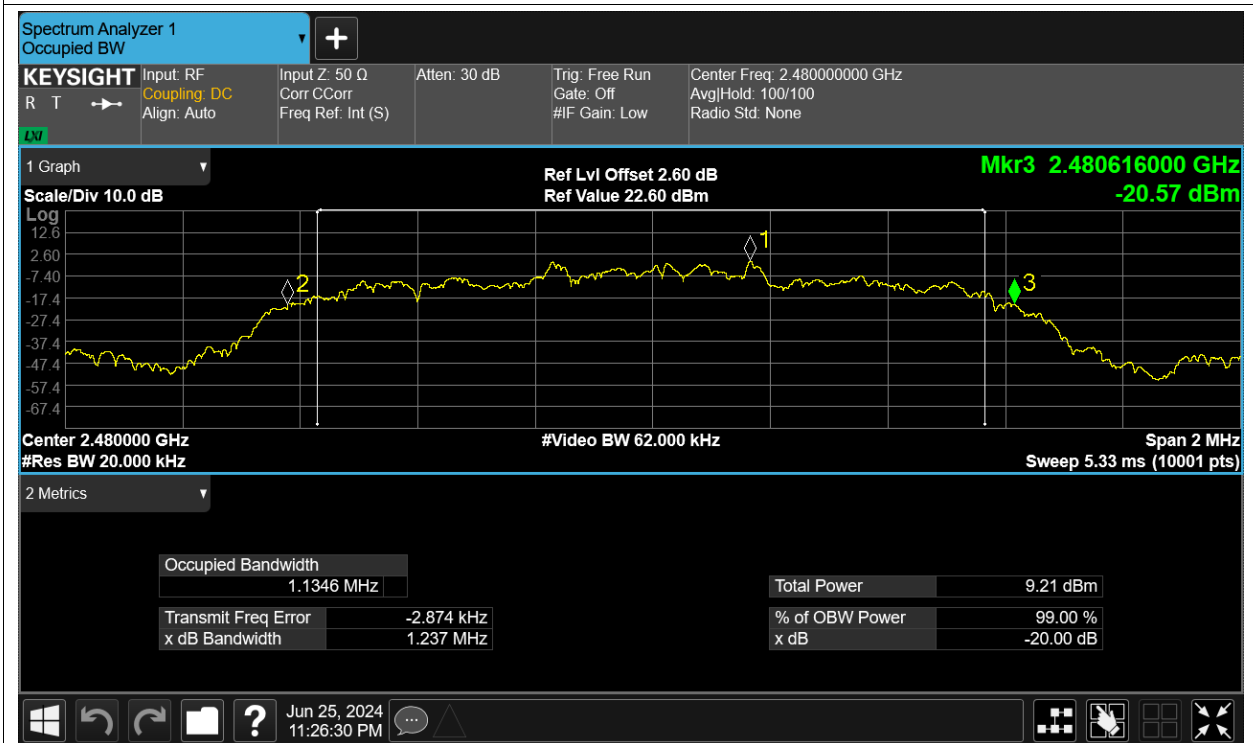 Spectrum Analyzer 1
Occupied BW
KEYSIGHT
R T
LXI
Input: RF
Coupling: DC
Align: Auto
Input Z: 50 Ω
Corr CCorr
Freq Ref: Int (S)
Atten: 30 dB
Trig: Free Run
Gate: Off
#IF Gain: Low
Center Freq: 2.480000000 GHz
Avg|Hold: 100/100
Radio Std: None
1 Graph
Scale/Div 10.0 dB
Ref Lvl Offset 2.60 dB
Ref Value 22.60 dBm
Mkr3 2.480616000 GHz
-20.57 dBm
Log
12.6
2.60
-7.40
-17.4
-27.4
-37.4
-47.4
-57.4
-67.4
1
2
3
Center 2.480000 GHz
#Res BW 20.000 kHz
#Video BW 62.000 kHz
Span 2 MHz
Sweep 5.33 ms (10001 pts)
2 Metrics
Occupied Bandwidth
1.1346 MHz
Transmit Freq Error -2.874 kHz
x dB Bandwidth 1.237 MHz
Total Power 9.21 dBm
% of OBW Power 99.00 %
x dB -20.00 dB
?
Jun 25, 2024
11:26:30 PM